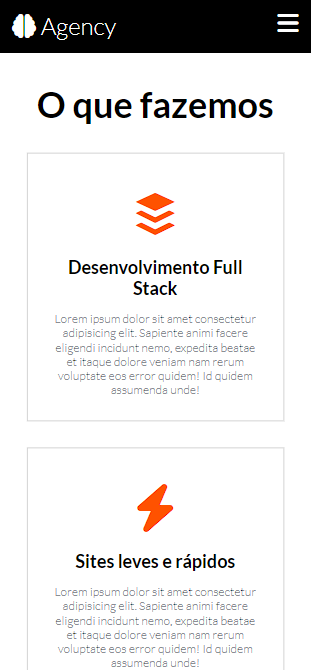 Agency
O que fazemos
Desenvolvimento Full
Stack
Lorem ipsum dolor sit amet consectetur
adipisicing elit. Sapiente animi facere
eligendi incidunt nemo, expedita beatae
et itaque dolore veniam nam rerum
voluptate eos error quidem! Id quidem
assumenda unde!
Sites leves e rápidos
Lorem ipsum dolor sit amet consectetur
adipisicing elit. Sapiente animi facere
eligendi incidunt nemo, expedita beatae
et itaque dolore veniam nam rerum
voluptate eos error quidem! Id quidem
assumenda unde!